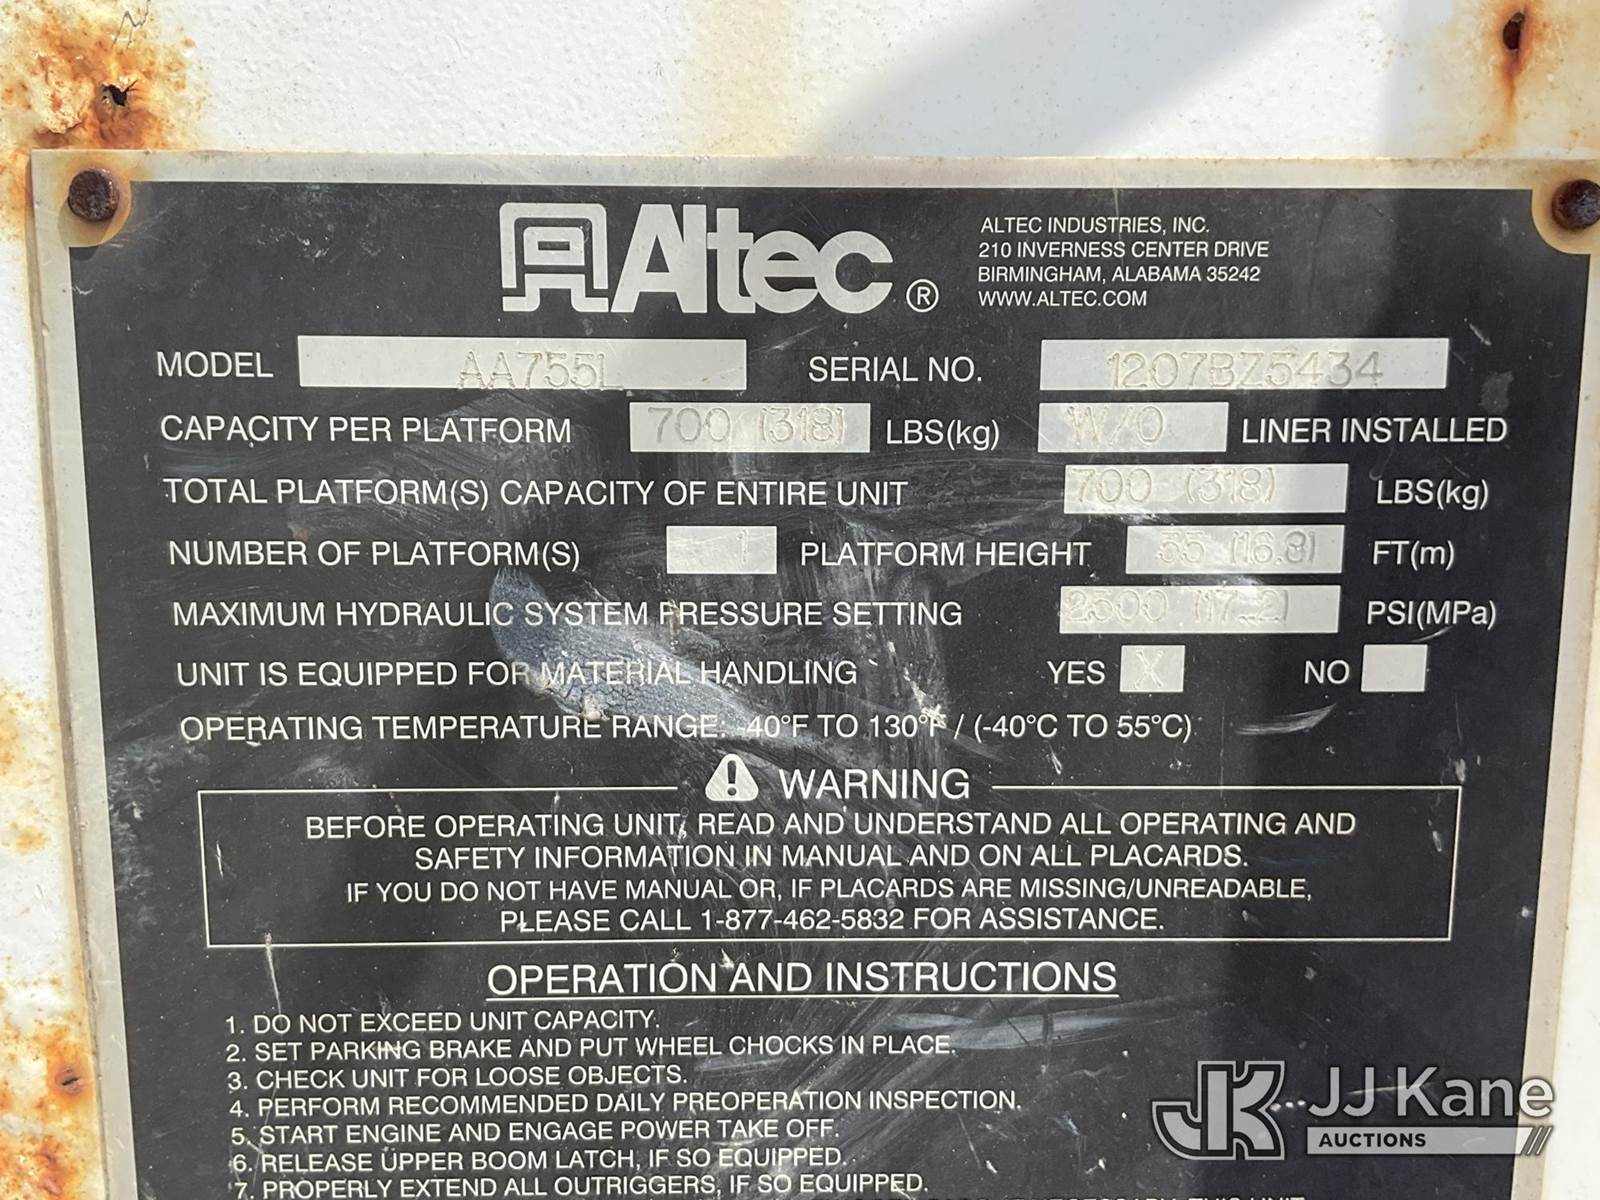 Altec®
ALTEC INDUSTRIES, INC.
210 INVERNESS CENTER DRIVE
BIRMINGHAM, ALABAMA 35242
WWW.ALTEC.COM
MODEL AA755L SERIAL NO. 1207BZ5434
CAPACITY PER PLATFORM 700 (318) LBS(kg) W/O LINER INSTALLED
TOTAL PLATFORM(S) CAPACITY OF ENTIRE UNIT 700 (318) LBS(kg)
NUMBER OF PLATFORM(S) 1 PLATFORM HEIGHT 55 (16.8) FT(m)
MAXIMUM HYDRAULIC SYSTEM PRESSURE SETTING 2500 (17.2) PSI(MPa)
UNIT IS EQUIPPED FOR MATERIAL HANDLING YES X NO
OPERATING TEMPERATURE RANGE: -40°F TO 130°F / (-40°C TO 55°C)
WARNING
BEFORE OPERATING UNIT, READ AND UNDERSTAND ALL OPERATING AND
SAFETY INFORMATION IN MANUAL AND ON ALL PLACARDS.
IF YOU DO NOT HAVE MANUAL OR, IF PLACARDS ARE MISSING/UNREADABLE,
PLEASE CALL 1-877-462-5832 FOR ASSISTANCE.
OPERATION AND INSTRUCTIONS
1. DO NOT EXCEED UNIT CAPACITY.
2. SET PARKING BRAKE AND PUT WHEEL CHOCKS IN PLACE.
3. CHECK UNIT FOR LOOSE OBJECTS.
4. PERFORM RECOMMENDED DAILY PREOPERATION INSPECTION.
5. START ENGINE AND ENGAGE POWER TAKE OFF.
6. RELEASE UPPER BOOM LATCH, IF SO EQUIPPED.
7. PROPERLY EXTEND ALL OUTRIGGERS, IF SO EQUIPPED.
JK JJ Kane
AUCTIONS